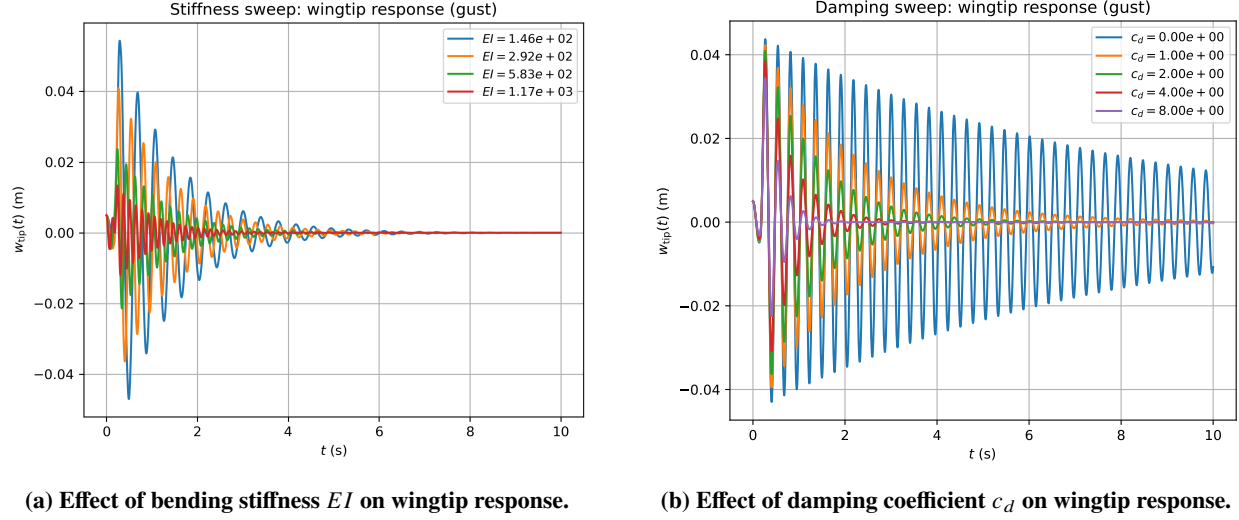 Stiffness sweep: wingtip response (gust)
EI = 1.46e + 02
EI = 2.92e + 02
EI = 5.83e + 02
EI = 1.17e + 03
0.04
0.02
0.00
−0.02
−0.04
w_tip(t) (m)
0 2 4 6 8 10
t (s)
(a) Effect of bending stiffness EI on wingtip response.
Damping sweep: wingtip response (gust)
c_d = 0.00e + 00
c_d = 1.00e + 00
c_d = 2.00e + 00
c_d = 4.00e + 00
c_d = 8.00e + 00
0.04
0.02
0.00
−0.02
−0.04
w_tip(t) (m)
0 2 4 6 8 10
t (s)
(b) Effect of damping coefficient c_d on wingtip response.